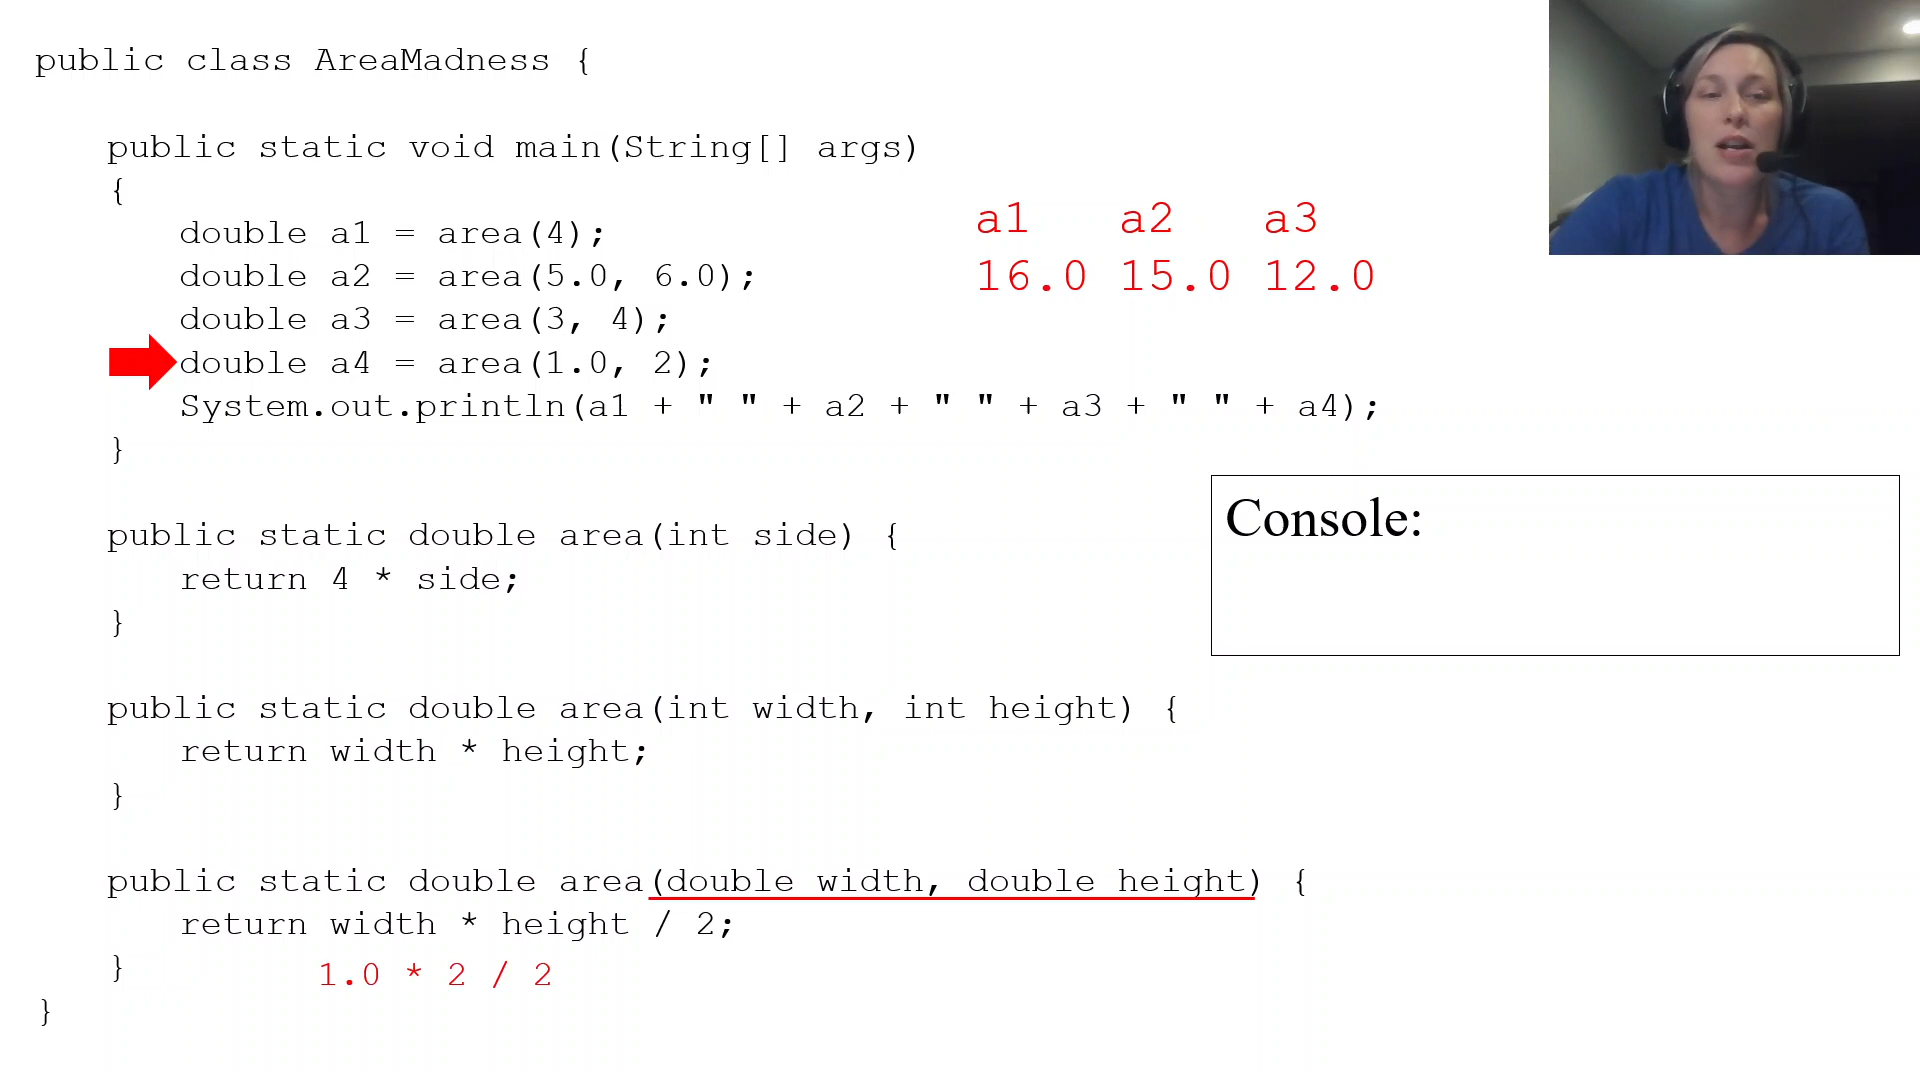 public class AreaMadness {
public static void main(String[] args)
{
double a1 = area(4);
double a2 = area(5.0, 6.0);
double a3 = area(3, 4);
double a4 = area(1.0, 2);
System.out.println(a1 + " " + a2 + " " + a3 + " " + a4);
}
public static double area(int side) {
return 4 * side;
}
public static double area(int width, int height) {
return width * height;
}
public static double area(double width, double height) {
return width * height / 2;
}
1.0 * 2 / 2
}
a1 a2 a3
16.0 15.0 12.0
Console: